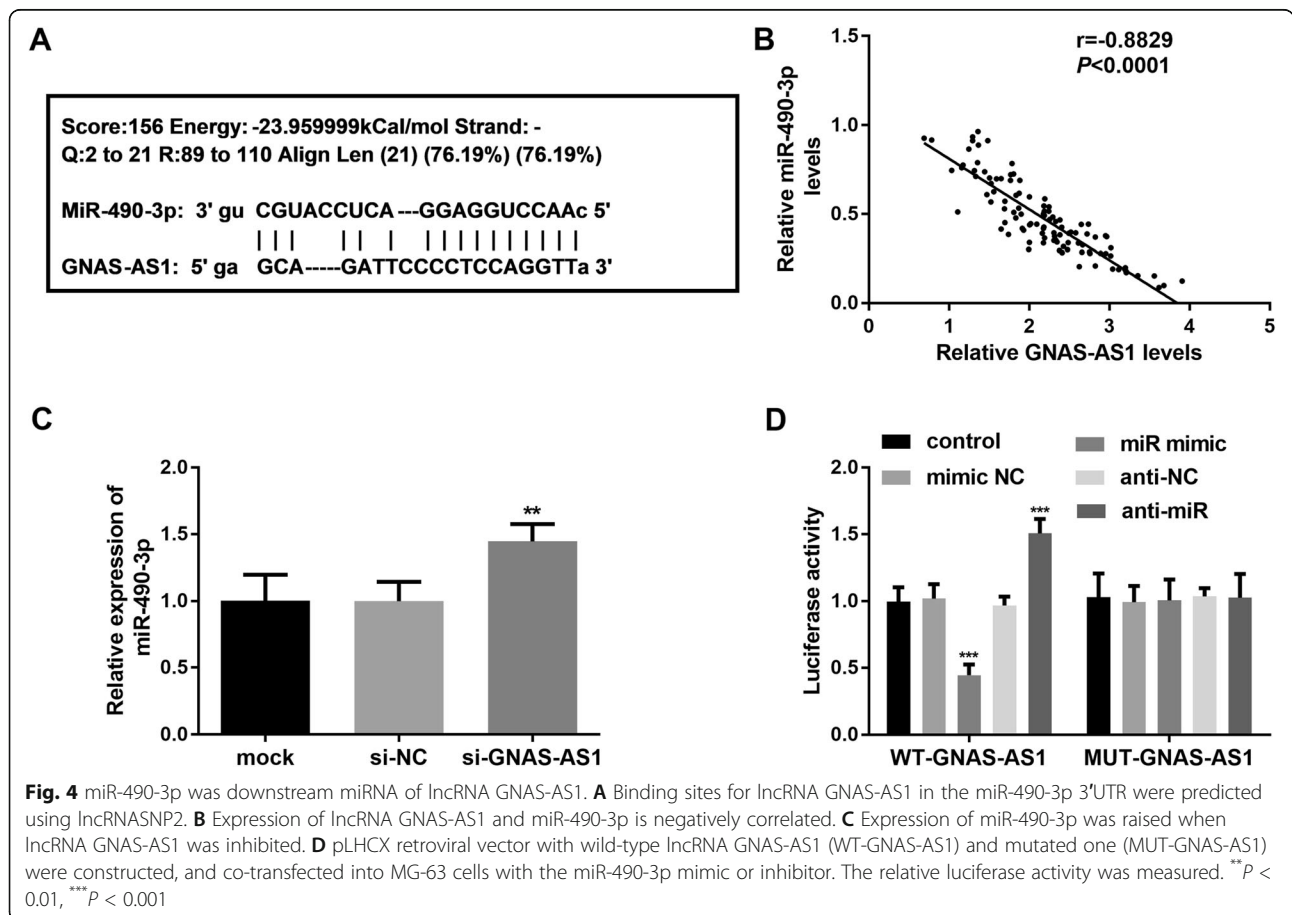 A
Score:156 Energy: -23.959999kCal/mol Strand: -
Q:2 to 21 R:89 to 110 Align Len (21) (76.19%) (76.19%)
MiR-490-3p: 3' gu CGUACCUCA ---GGAGGUCCAAc 5'
| | | | | | | | | | | | | | | |
GNAS-AS1: 5' ga GCA-----GATTCCCCTCCAGGTTa 3'
B
r=-0.8829
P<0.0001
Relative miR-490-3p
levels
1.5
1.0
0.5
0.0
0 1 2 3 4 5
Relative GNAS-AS1 levels
C
Relative expression of
miR-490-3p
2.0
1.5
1.0
0.5
0.0
**
mock si-NC si-GNAS-AS1
D
control
mimic NC
miR mimic
anti-NC
anti-miR
Luciferase activity
2.0
1.5
1.0
0.5
0.0
***
***
WT-GNAS-AS1 MUT-GNAS-AS1
Fig. 4 miR-490-3p was downstream miRNA of lncRNA GNAS-AS1. A Binding sites for lncRNA GNAS-AS1 in the miR-490-3p 3′UTR were predicted
using lncRNASNP2. B Expression of lncRNA GNAS-AS1 and miR-490-3p is negatively correlated. C Expression of miR-490-3p was raised when
lncRNA GNAS-AS1 was inhibited. D pLHCX retroviral vector with wild-type lncRNA GNAS-AS1 (WT-GNAS-AS1) and mutated one (MUT-GNAS-AS1)
were constructed, and co-transfected into MG-63 cells with the miR-490-3p mimic or inhibitor. The relative luciferase activity was measured. **P <
0.01, ***P < 0.001